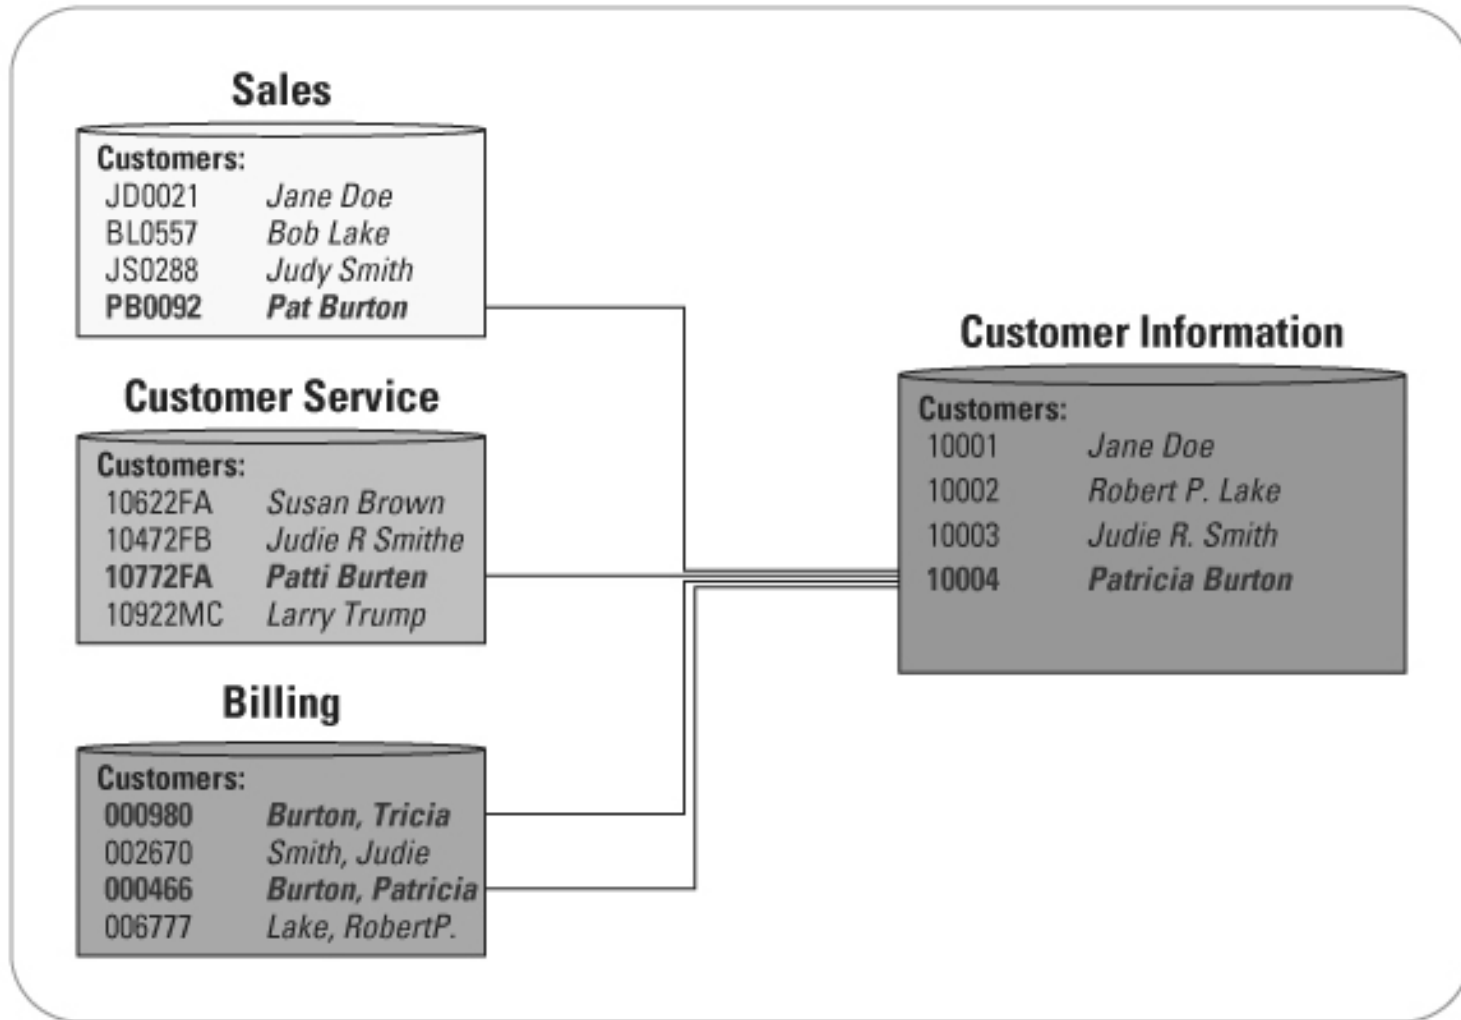 Sales
Customers:
JD0021 Jane Doe
BL0557 Bob Lake
JS0288 Judy Smith
PB0092 Pat Burton
Customer Service
Customers:
10622FA Susan Brown
10472FB Judie R Smithe
10772FA Patti Burten
10922MC Larry Trump
Billing
Customers:
000980 Burton, Tricia
002670 Smith, Judie
000466 Burton, Patricia
006777 Lake, RobertP.
Customer Information
Customers:
10001 Jane Doe
10002 Robert P. Lake
10003 Judie R. Smith
10004 Patricia Burton